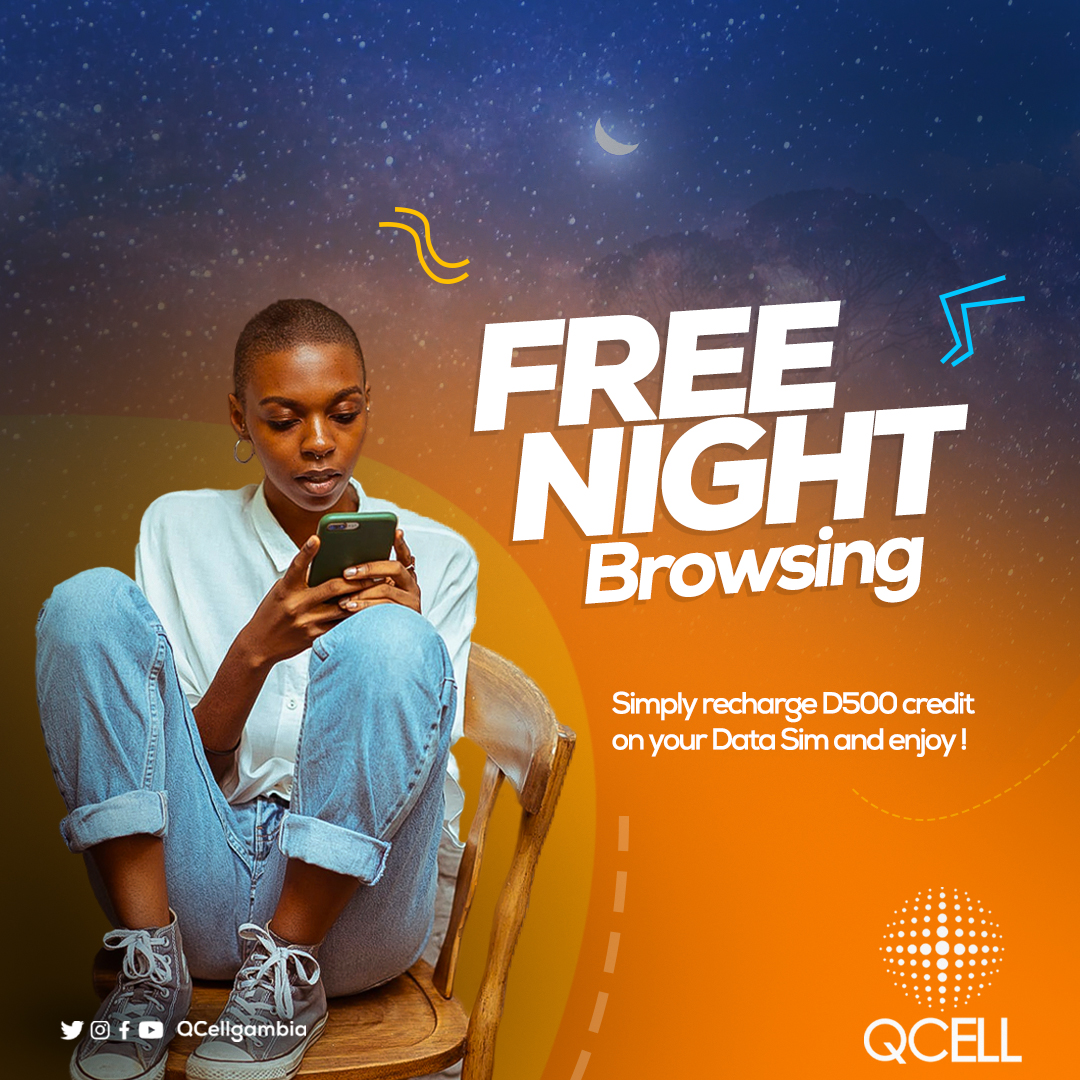 FREE
NIGHT
Browsing
Simply recharge D500 credit
on your Data Sim and enjoy !
QCellgambia
QCELL